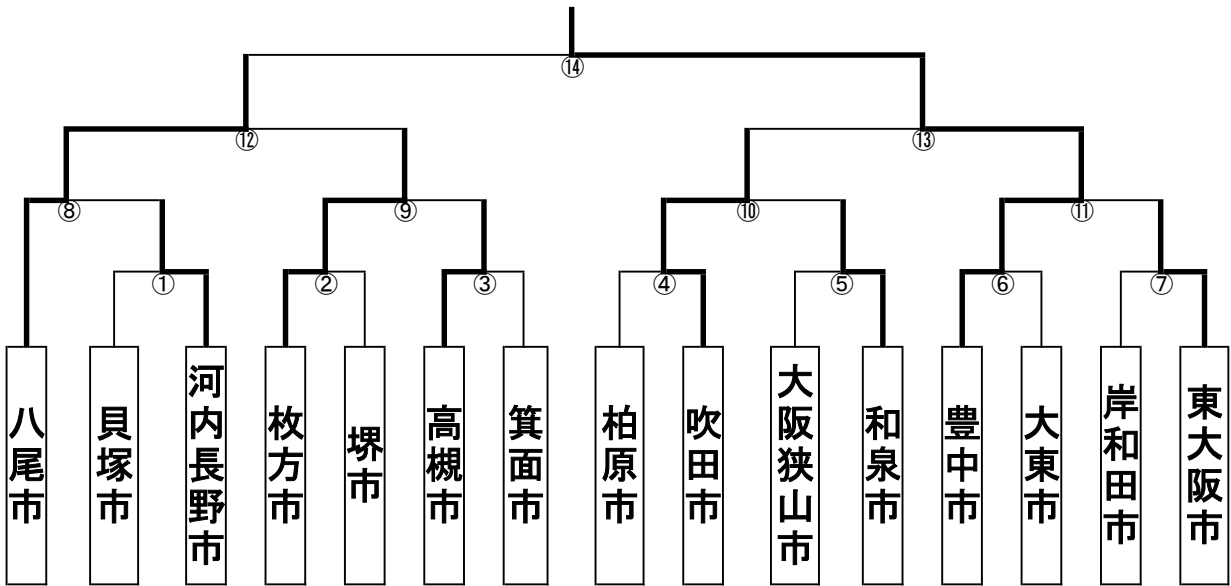 ⑭
⑫
⑬
⑧
⑨
⑩
⑪
①
②
③
④
⑤
⑥
⑦
八尾市
貝塚市
河内長野市
枚方市
堺市
高槻市
箕面市
柏原市
吹田市
大阪狭山市
和泉市
豊中市
大東市
岸和田市
東大阪市